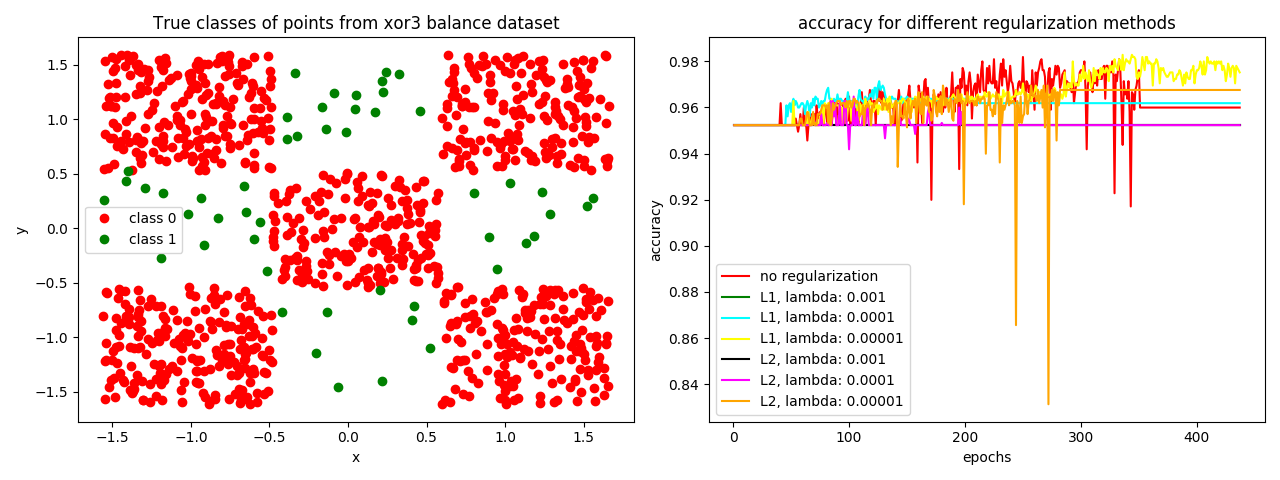 True classes of points from xor3 balance dataset
y
1.5
1.0
0.5
0.0
−0.5
−1.0
−1.5
class 0
class 1
−1.5 −1.0 −0.5 0.0 0.5 1.0 1.5
x
accuracy for different regularization methods
accuracy
0.98
0.96
0.94
0.92
0.90
0.88
0.86
0.84
no regularization
L1, lambda: 0.001
L1, lambda: 0.0001
L1, lambda: 0.00001
L2, lambda: 0.001
L2, lambda: 0.0001
L2, lambda: 0.00001
0 100 200 300 400
epochs